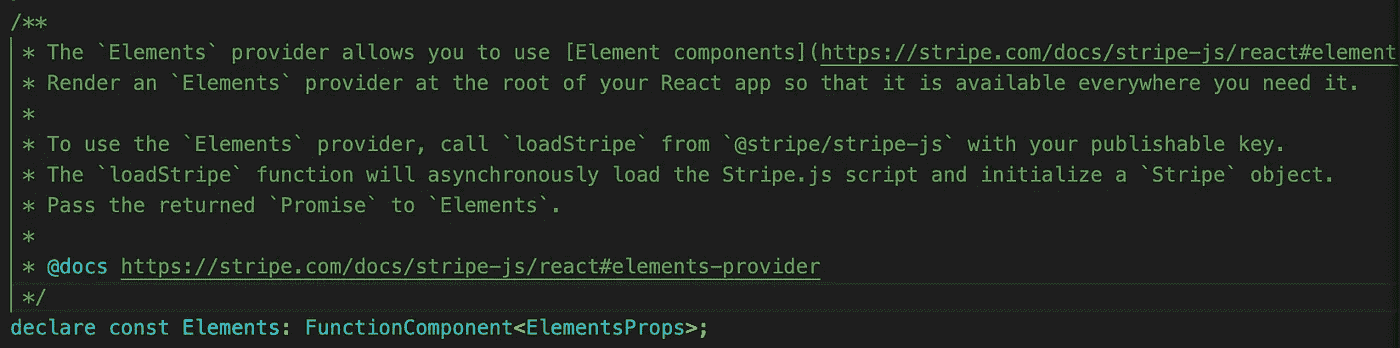 /**
* The `Elements` provider allows you to use [Element components](https://stripe.com/docs/stripe-js/react#element
* Render an `Elements` provider at the root of your React app so that it is available everywhere you need it.
*
* To use the `Elements` provider, call `loadStripe` from `@stripe/stripe-js` with your publishable key.
* The `loadStripe` function will asynchronously load the Stripe.js script and initialize a `Stripe` object.
* Pass the returned `Promise` to `Elements`.
*
* @docs https://stripe.com/docs/stripe-js/react#elements-provider
*/
declare const Elements: FunctionComponent<ElementsProps>;